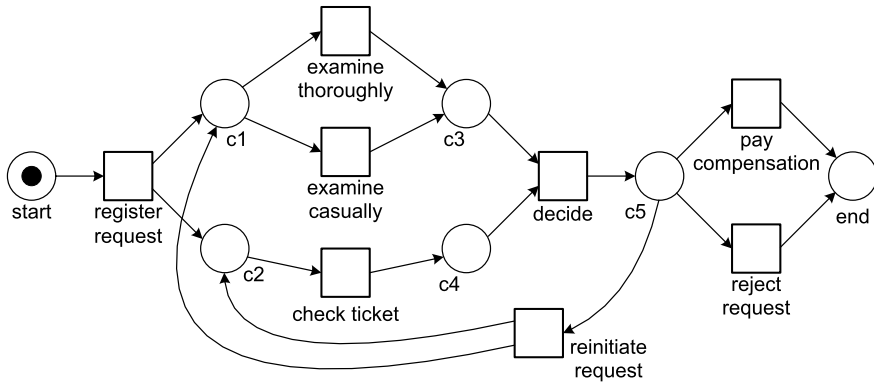 examine
thoroughly
c1
c3
pay
compensation
examine
casually
start
register
request
decide
c5
end
c2
c4
check ticket
reject
request
reinitiate
request